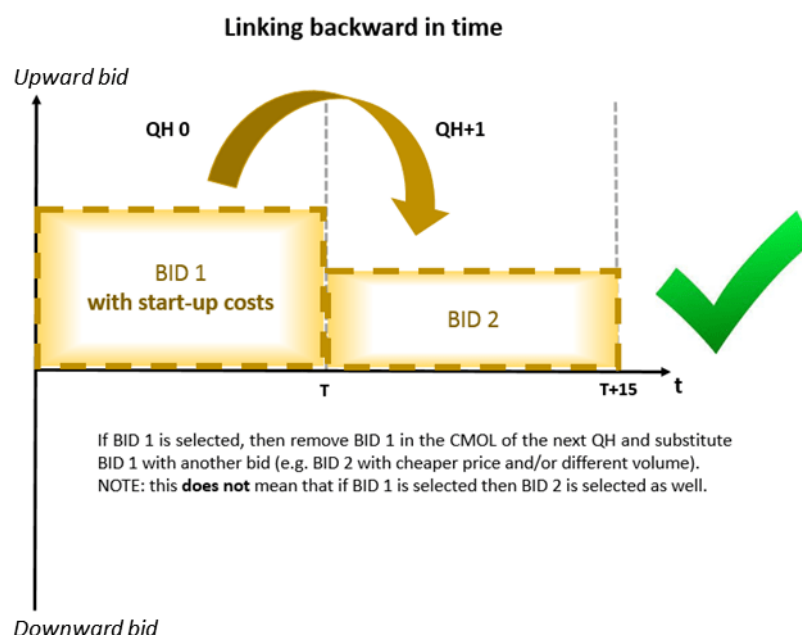 Linking backward in time
Upward bid
QH 0
QH+1
BID 1
with start-up costs
BID 2
T
T+15
t
If BID 1 is selected, then remove BID 1 in the CMOL of the next QH and substitute
BID 1 with another bid (e.g. BID 2 with cheaper price and/or different volume).
NOTE: this does not mean that if BID 1 is selected then BID 2 is selected as well.
Downward bid